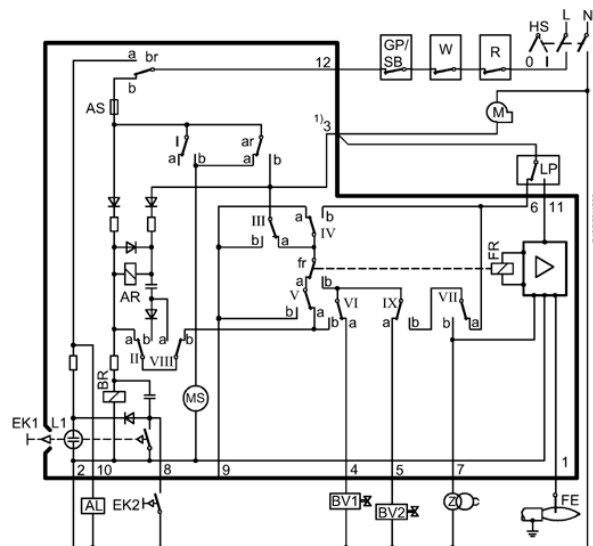 L N
HS
GP/ SB W R
0 I
a br
b
12
AS
M
1) 3
I ar
a b a b
LP
6 11
III a b IV
b a
fr
FR
AR
a b
V VI IX VII
b a b a a b b a
b a a b
II VIII
BR
MS
EK1 L1
2 10 8 9 4 5 7 1
AL EK2 BV1 BV2 Z FE